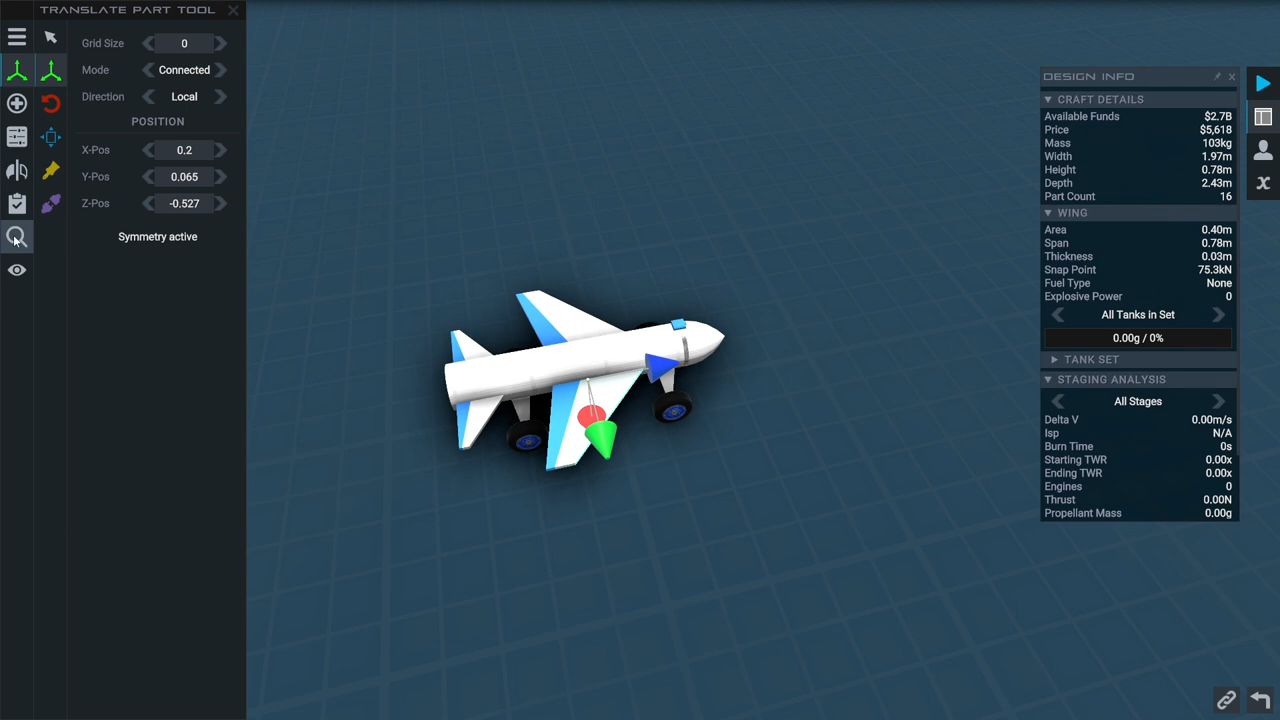 TRANSLATE PART TOOL
Grid Size 0
Mode Connected
Direction Local
POSITION
X-Pos 0.2
Y-Pos 0.065
Z-Pos -0.527
Symmetry active
DESIGN INFO
CRAFT DETAILS
Available Funds $2.7B
Price $5,618
Mass 103kg
Width 1.97m
Height 0.78m
Depth 2.43m
Part Count 16
WING
Area 0.40m
Span 0.78m
Thickness 0.03m
Snap Point 75.3kN
Fuel Type None
Explosive Power 0
All Tanks in Set
0.00g / 0%
TANK SET
STAGING ANALYSIS
All Stages
Delta V 0.00m/s
Isp N/A
Burn Time 0s
Starting TWR 0.00x
Ending TWR 0.00x
Engines 0
Thrust 0.00N
Propellant Mass 0.00g